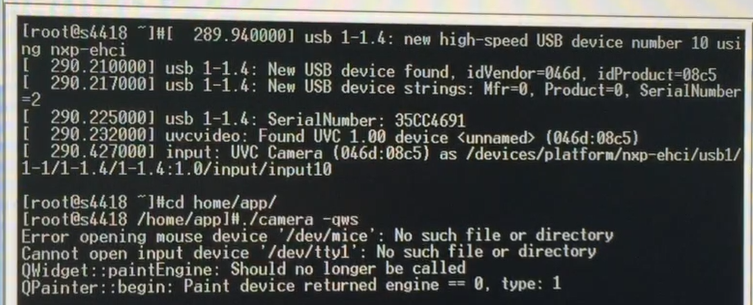 [root@s4418 ~]#[  289.940000] usb 1-1.4: new high-speed USB device number 10 usi
ng nxp-ehci
[  290.210000] usb 1-1.4: New USB device found, idVendor=046d, idProduct=08c5
[  290.217000] usb 1-1.4: New USB device strings: Mfr=0, Product=0, SerialNumber
=2
[  290.225000] usb 1-1.4: SerialNumber: 35CC4691
[  290.232000] uvcvideo: Found UVC 1.00 device <unnamed> (046d:08c5)
[  290.427000] input: UVC Camera (046d:08c5) as /devices/platform/nxp-ehci/usb1/
1-1/1-1.4/1-1.4:1.0/input/input10
[root@s4418 ~]#cd home/app/
[root@s4418 /home/app]#./camera -qws
Error opening mouse device '/dev/mice': No such file or directory
Cannot open input device '/dev/tty1': No such file or directory
QWidget::paintEngine: Should no longer be called
QPainter::begin: Paint device returned engine == 0, type: 1